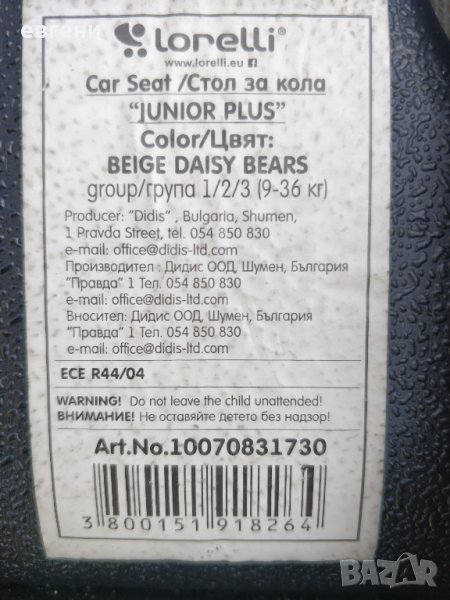 евгени
lorelli®
www.lorelli.eu
Car Seat /Стол за кола
"JUNIOR PLUS"
Color/Цвят:
BEIGE DAISY BEARS
group/група 1/2/3 (9-36 кг)
Producer: "Didis" , Bulgaria, Shumen,
1 Pravda Street, tel. 054 850 830
e-mail: office@didis-ltd.com
Производител : Дидис ООД, Шумен, България
"Правда" 1 Тел. 054 850 830
e-mail: office@didis-ltd.com
Вносител: Дидис ООД, Шумен, България
"Правда" 1 Тел. 054 850 830
e-mail: office@didis-ltd.com
ECE R44/04
WARNING! Do not leave the child unattended!
ВНИМАНИЕ! Не оставяйте детето без надзор!
Art.No.10070831730
3 800151 918264
BAZAR